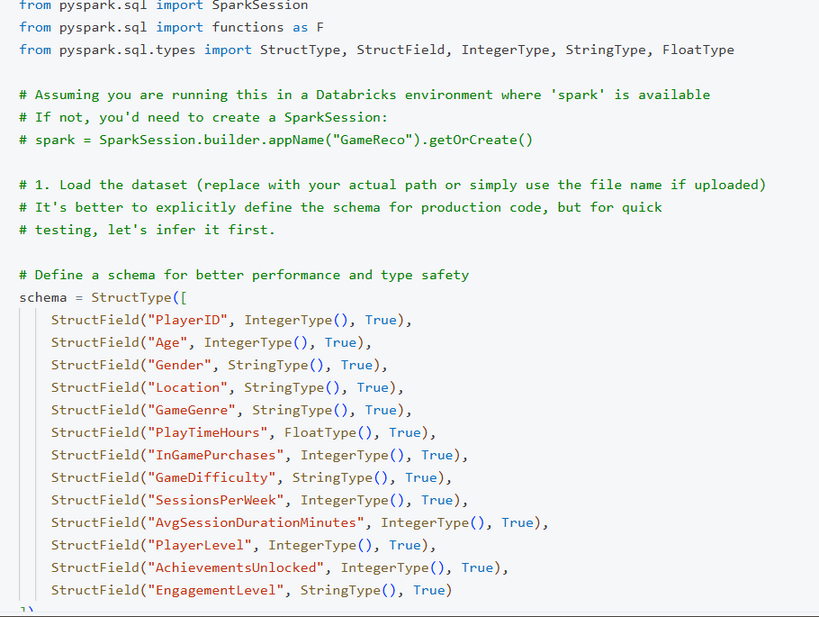 from pyspark.sql import SparkSession
from pyspark.sql import functions as F
from pyspark.sql.types import StructType, StructField, IntegerType, StringType, FloatType
# Assuming you are running this in a Databricks environment where 'spark' is available
# If not, you'd need to create a SparkSession:
# spark = SparkSession.builder.appName("GameReco").getOrCreate()
# 1. Load the dataset (replace with your actual path or simply use the file name if uploaded)
# It's better to explicitly define the schema for production code, but for quick
# testing, let's infer it first.
# Define a schema for better performance and type safety
schema = StructType([
StructField("PlayerID", IntegerType(), True),
StructField("Age", IntegerType(), True),
StructField("Gender", StringType(), True),
StructField("Location", StringType(), True),
StructField("GameGenre", StringType(), True),
StructField("PlayTimeHours", FloatType(), True),
StructField("InGamePurchases", IntegerType(), True),
StructField("GameDifficulty", StringType(), True),
StructField("SessionsPerWeek", IntegerType(), True),
StructField("AvgSessionDurationMinutes", IntegerType(), True),
StructField("PlayerLevel", IntegerType(), True),
StructField("AchievementsUnlocked", IntegerType(), True),
StructField("EngagementLevel", StringType(), True)
])